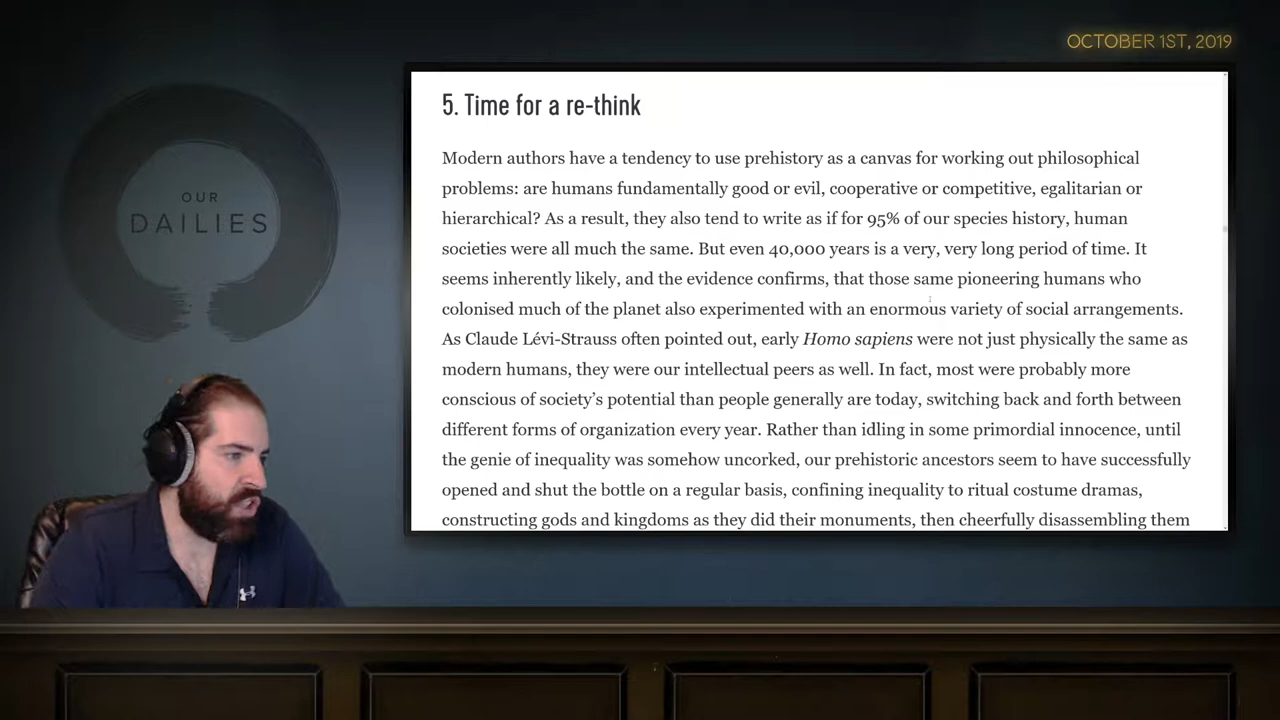 OCTOBER 1ST, 2019
OUR
DAILIES
5. Time for a re-think
Modern authors have a tendency to use prehistory as a canvas for working out philosophical
problems: are humans fundamentally good or evil, cooperative or competitive, egalitarian or
hierarchical? As a result, they also tend to write as if for 95% of our species history, human
societies were all much the same. But even 40,000 years is a very, very long period of time. It
seems inherently likely, and the evidence confirms, that those same pioneering humans who
colonised much of the planet also experimented with an enormous variety of social arrangements.
As Claude Lévi-Strauss often pointed out, early Homo sapiens were not just physically the same as
modern humans, they were our intellectual peers as well. In fact, most were probably more
conscious of society’s potential than people generally are today, switching back and forth between
different forms of organization every year. Rather than idling in some primordial innocence, until
the genie of inequality was somehow uncorked, our prehistoric ancestors seem to have successfully
opened and shut the bottle on a regular basis, confining inequality to ritual costume dramas,
constructing gods and kingdoms as they did their monuments, then cheerfully disassembling them